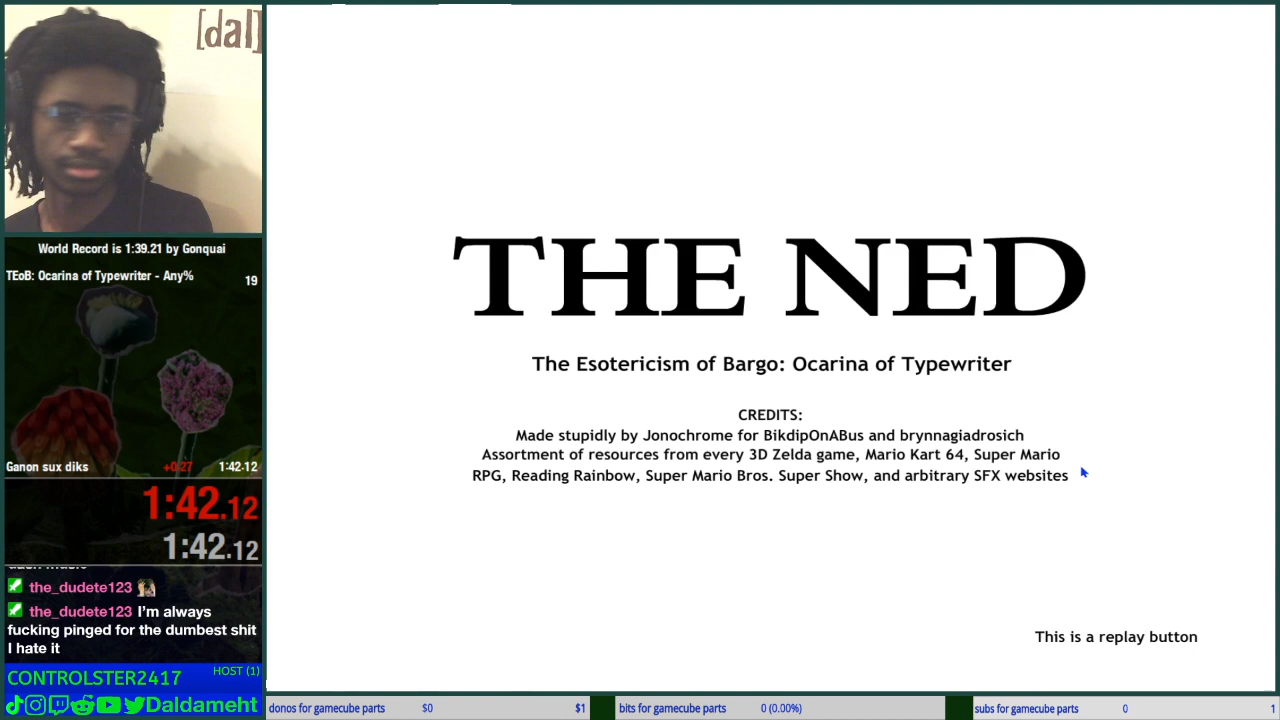 [dal]
World Record is 1:39.21 by Gonquai
TEoB: Ocarina of Typewriter - Any%
19
Ganon sux diks +0.27 1:42.12
1:42.12
1:42.12
the_dudete123
the_dudete123 I'm always
fucking pinged for the dumbest shit
I hate it
CONTROLSTER2417 HOST (1)
Daldameht
THE NED
The Esotericism of Bargo: Ocarina of Typewriter
CREDITS:
Made stupidly by Jonochrome for BikdipOnABus and brynnagiadrosich
Assortment of resources from every 3D Zelda game, Mario Kart 64, Super Mario
RPG, Reading Rainbow, Super Mario Bros. Super Show, and arbitrary SFX websites
This is a replay button
donos for gamecube parts $0 $1
bits for gamecube parts 0 (0.00%)
subs for gamecube parts 0 1